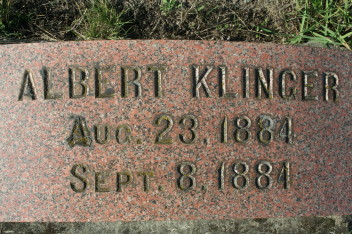 ALBERT KLINGER
AUG. 23, 1884
SEPT. 8, 1884